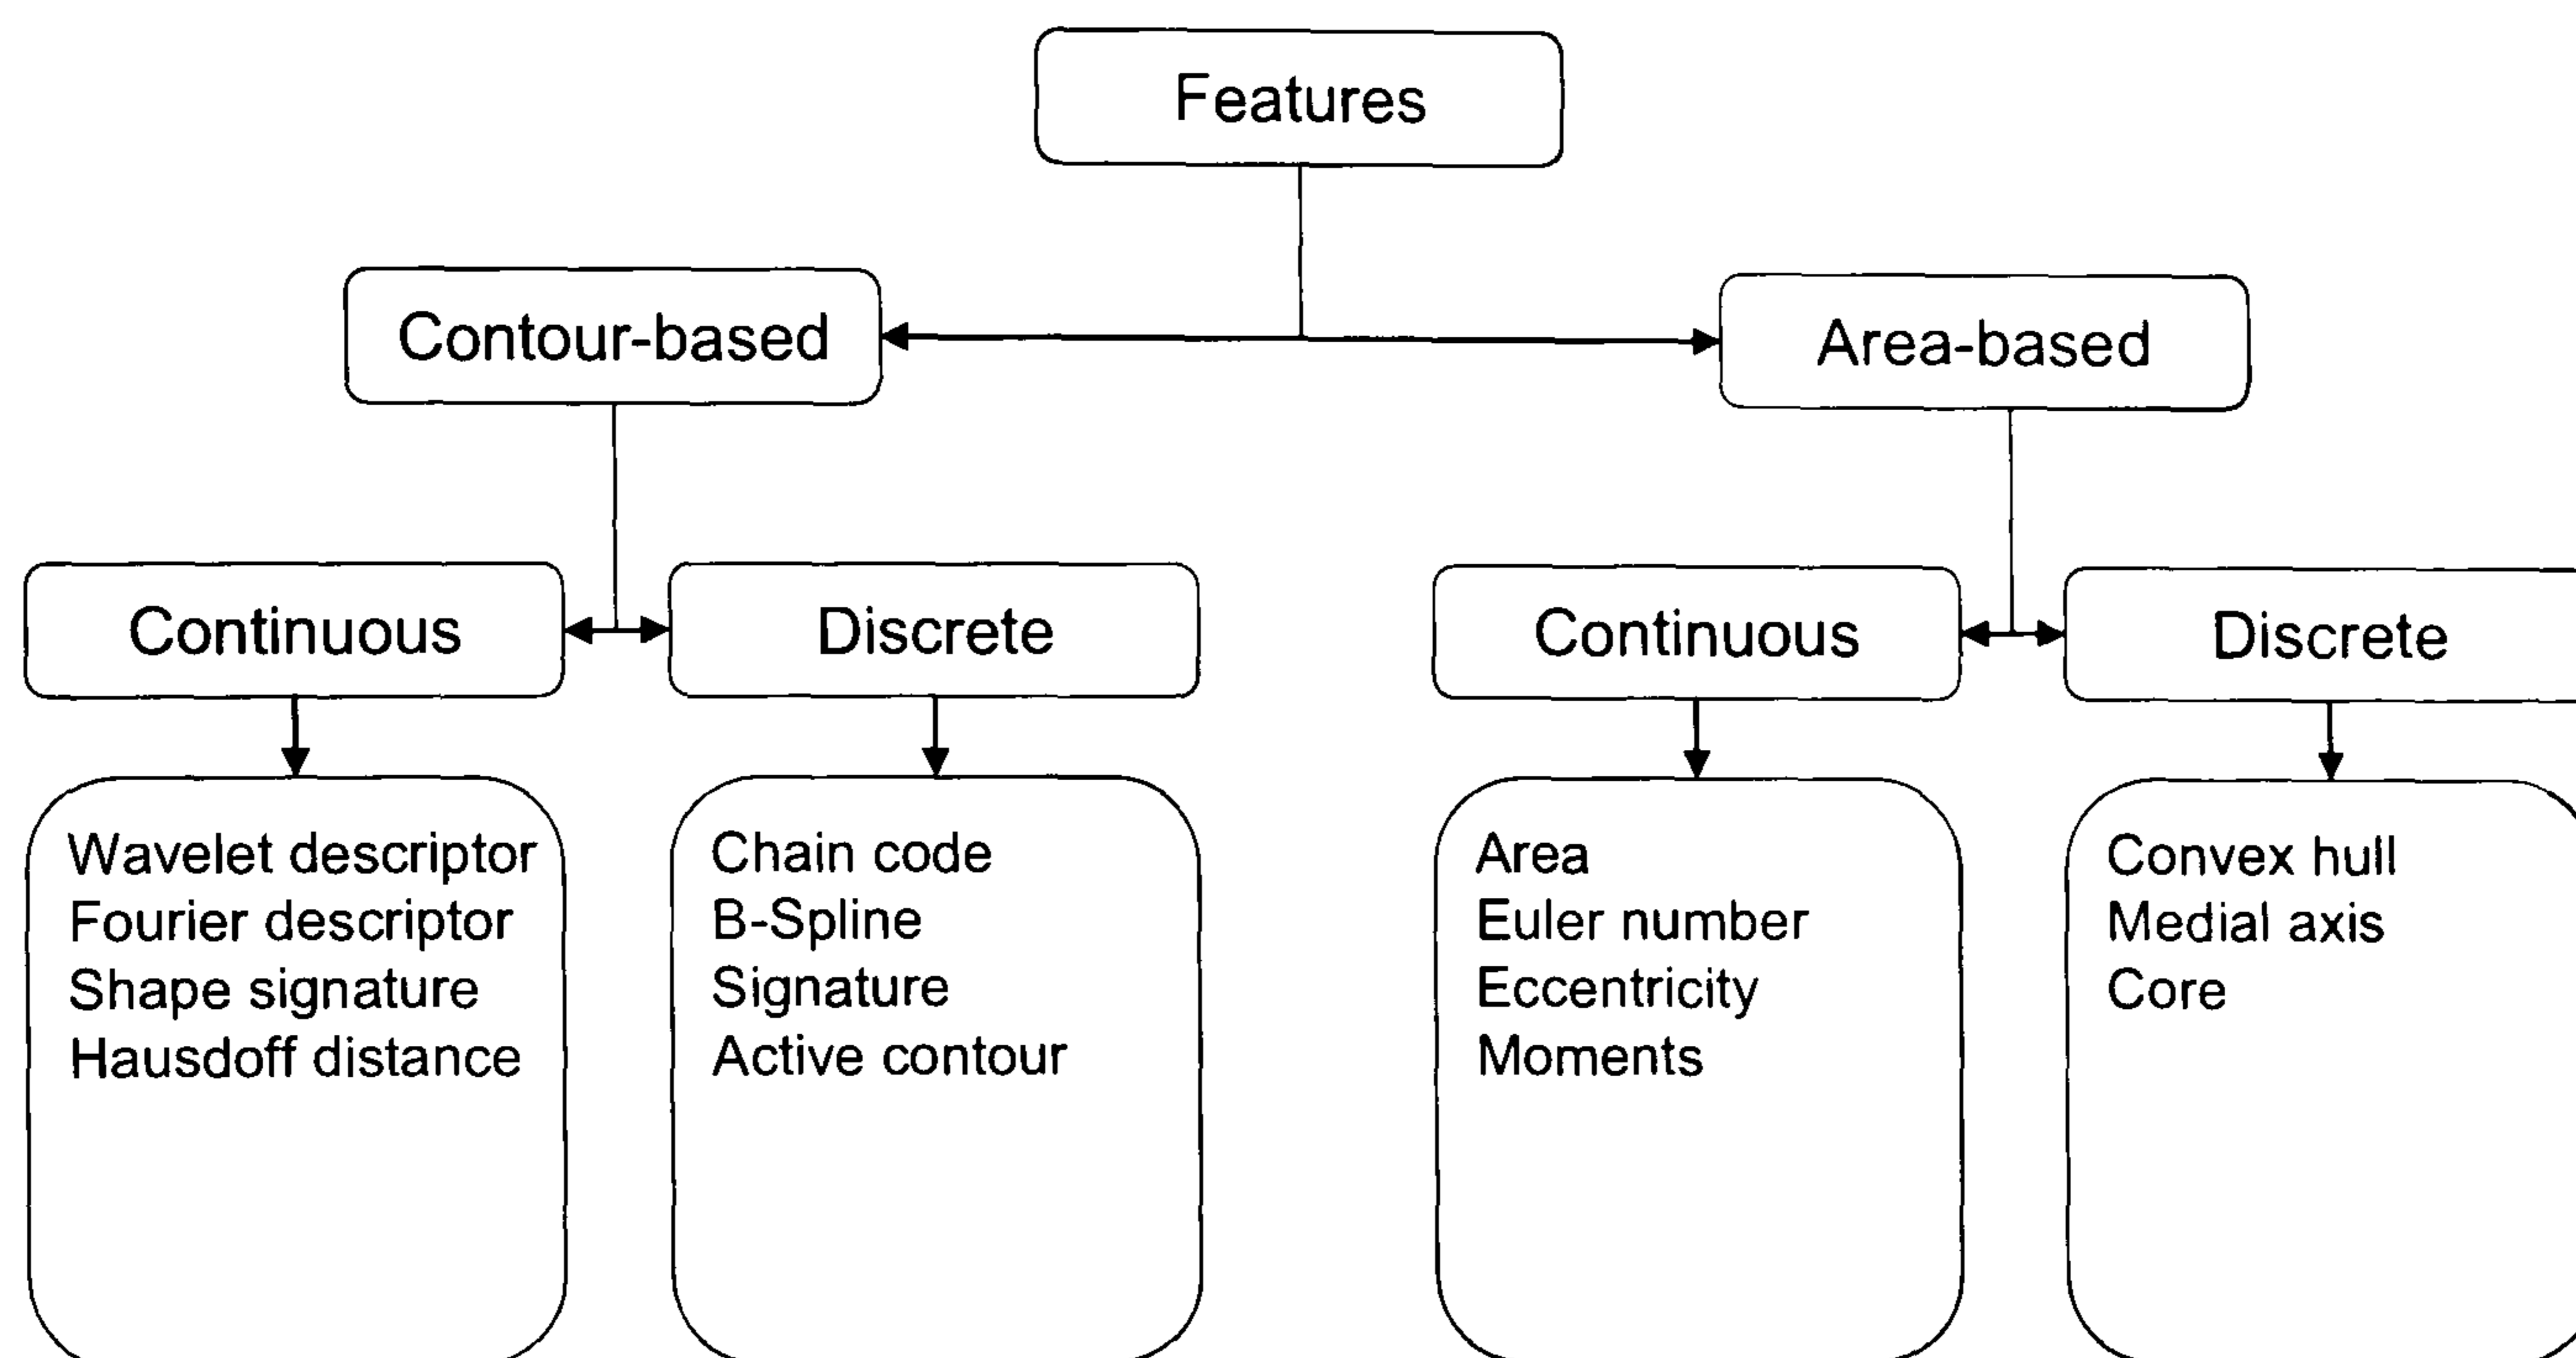 Features
Contour-based
Area-based
Continuous
Discrete
Continuous
Discrete
Wavelet descriptor
Fourier descriptor
Shape signature
Hausdoff distance
Chain code
B-Spline
Signature
Active contour
Area
Euler number
Eccentricity
Moments
Convex hull
Medial axis
Core